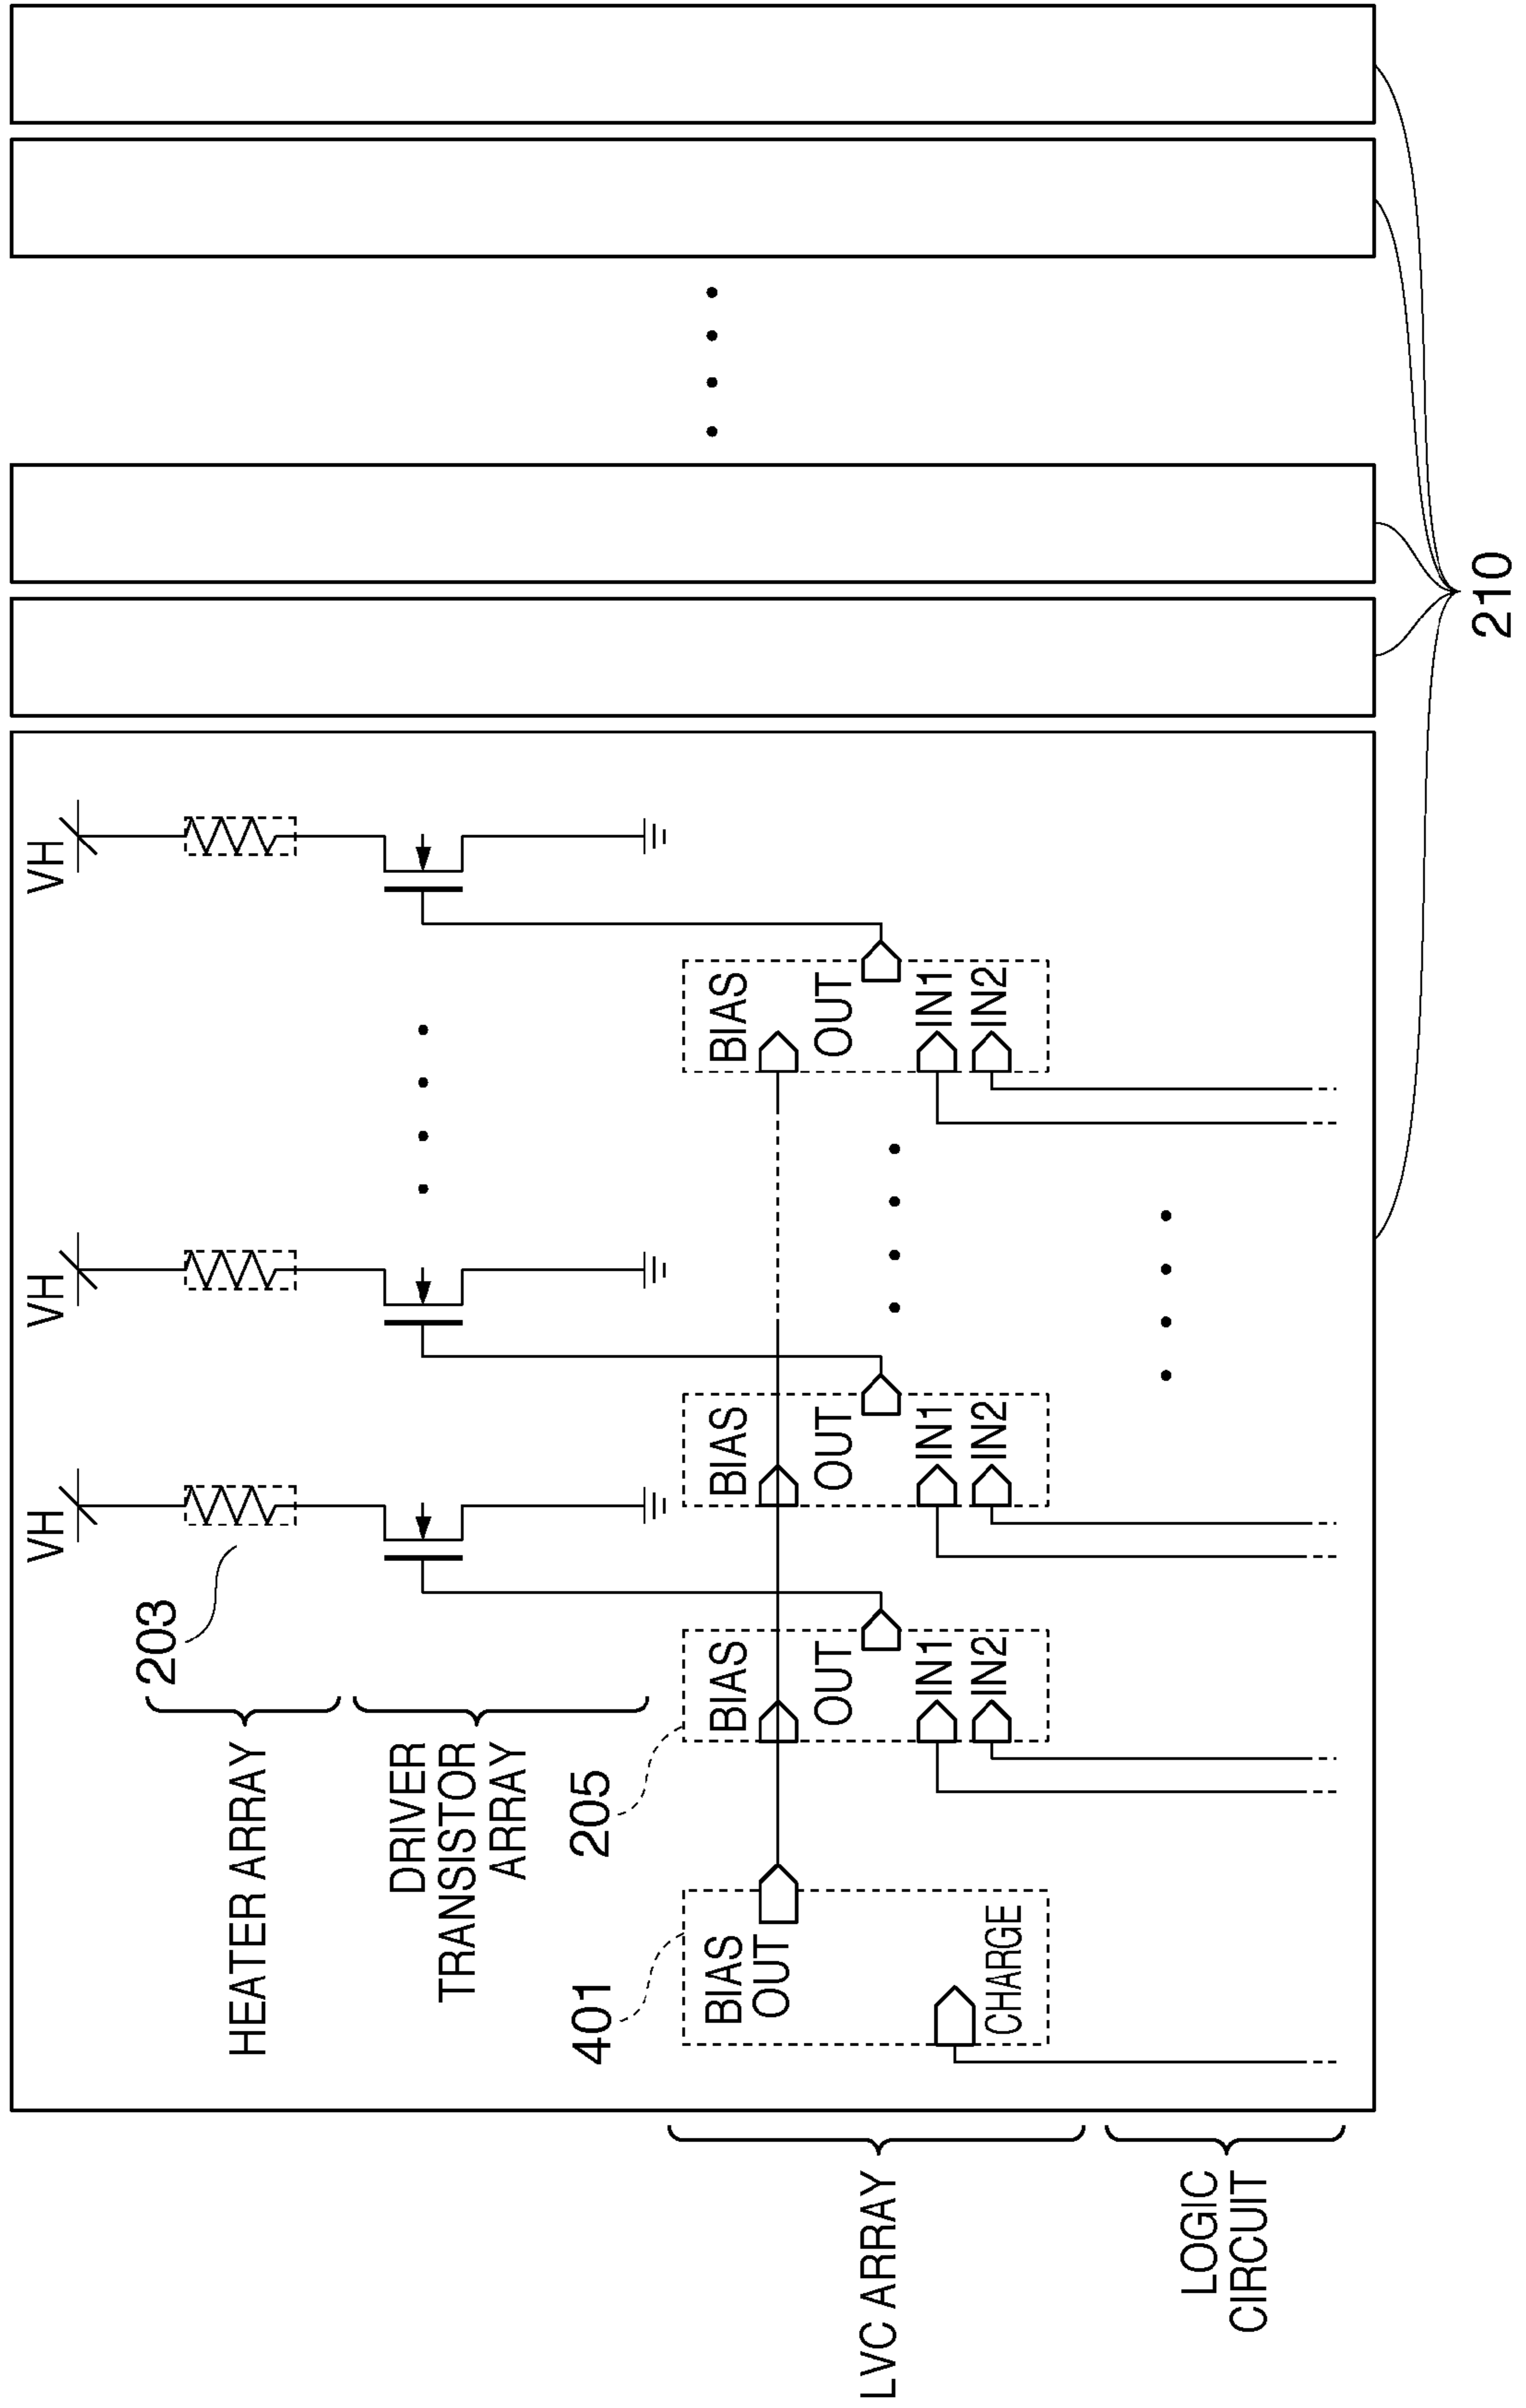 VH
VH
VH
203
HEATER ARRAY
DRIVER
TRANSISTOR
ARRAY
205
401
BIAS
OUT
CHARGE
BIAS
OUT
IN1
IN2
BIAS
OUT
IN1
IN2
BIAS
OUT
IN1
IN2
LVC ARRAY
LOGIC
CIRCUIT
210